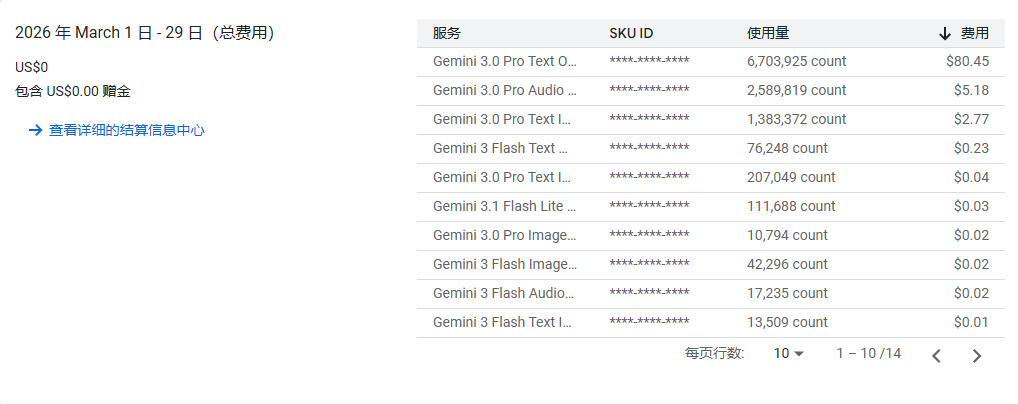 2026 年 March 1 日 - 29 日（总费用）
US$0
包含 US$0.00 赠金
→ 查看详细的结算信息中心
服务 SKU ID 使用量 ↓ 费用
Gemini 3.0 Pro Text O... ****-****-**** 6,703,925 count $80.45
Gemini 3.0 Pro Audio ... ****-****-**** 2,589,819 count $5.18
Gemini 3.0 Pro Text I... ****-****-**** 1,383,372 count $2.77
Gemini 3 Flash Text ... ****-****-**** 76,248 count $0.23
Gemini 3.0 Pro Text I... ****-****-**** 207,049 count $0.04
Gemini 3.1 Flash Lite ... ****-****-**** 111,688 count $0.03
Gemini 3.0 Pro Image... ****-****-**** 10,794 count $0.02
Gemini 3 Flash Image... ****-****-**** 42,296 count $0.02
Gemini 3 Flash Audio... ****-****-**** 17,235 count $0.02
Gemini 3 Flash Text I... ****-****-**** 13,509 count $0.01
每页行数: 10 1 – 10 /14